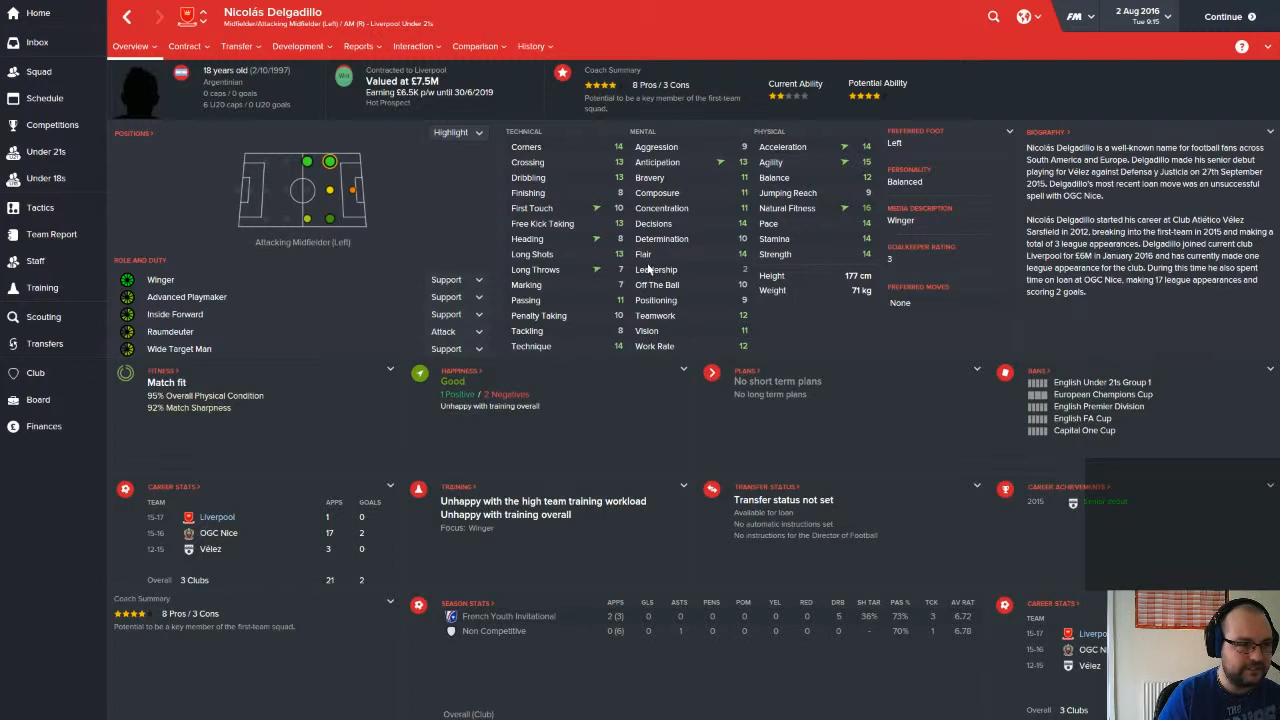 Nicolás Delgadillo
Midfielder/Attacking Midfielder (Left) / AM (R) - Liverpool Under 21s
FM
2 Aug 2016
Tue 9:15
Continue
Overview
Contract
Transfer
Development
Reports
Interaction
Comparison
History
Home
Inbox
Squad
Schedule
Competitions
Under 21s
Under 18s
Tactics
Team Report
Staff
Training
Scouting
Transfers
Club
Board
Finances
18 years old (2/10/1997)
Argentinian
0 caps / 0 goals
6 U20 caps / 0 U20 goals
Wnt
Contracted to Liverpool
Valued at £7.5M
Earning £6.5K p/w until 30/6/2019
Hot Prospect
Coach Summary
8 Pros / 3 Cons
Potential to be a key member of the first-team
squad.
Current Ability
Potential Ability
POSITIONS >
Highlight
Attacking Midfielder (Left)
ROLE AND DUTY
Winger Support
Advanced Playmaker Support
Inside Forward Support
Raumdeuter Attack
Wide Target Man Support
TECHNICAL
Corners 14
Crossing 13
Dribbling 13
Finishing 8
First Touch 10
Free Kick Taking 13
Heading 8
Long Shots 13
Long Throws 7
Marking 7
Passing 11
Penalty Taking 10
Tackling 8
Technique 14
MENTAL
Aggression 9
Anticipation 13
Bravery 11
Composure 11
Concentration 11
Decisions 14
Determination 10
Flair 14
Leadership 2
Off The Ball 10
Positioning 9
Teamwork 12
Vision 11
Work Rate 12
PHYSICAL
Acceleration 14
Agility 15
Balance 12
Jumping Reach 9
Natural Fitness 16
Pace 14
Stamina 14
Strength 14
Height 177 cm
Weight 71 kg
PREFERRED FOOT
Left
PERSONALITY
Balanced
MEDIA DESCRIPTION
Winger
GOALKEEPER RATING
3
PREFERRED MOVES
None
BIOGRAPHY >
Nicolás Delgadillo is a well-known name for football fans across
South America and Europe. Delgadillo made his senior debut
playing for Vélez against Defensa y Justicia on 27th September
2015. Delgadillo's most recent loan move was an unsuccessful
spell with OGC Nice.
Nicolás Delgadillo started his career at Club Atlético Vélez
Sarsfield in 2012, breaking into the first-team in 2015 and making a
total of 3 league appearances. Delgadillo joined current club
Liverpool for £6M in January 2016 and has currently made one
league appearance for the club. During this time he also spent
time on loan at OGC Nice, making 17 league appearances and
scoring 2 goals.
FITNESS >
Match fit
95% Overall Physical Condition
92% Match Sharpness
HAPPINESS >
Good
1 Positive / 2 Negatives
Unhappy with training overall
PLANS >
No short term plans
No long term plans
BANS >
English Under 21s Group 1
European Champions Cup
English Premier Division
English FA Cup
Capital One Cup
CAREER STATS >
TEAM APPS GOALS
15-17 Liverpool 1 0
15-16 OGC Nice 17 2
12-15 Vélez 3 0
Overall 3 Clubs 21 2
TRAINING >
Unhappy with the high team training workload
Unhappy with training overall
Focus: Winger
TRANSFER STATUS >
Transfer status not set
Available for loan
No automatic instructions set
No instructions for the Director of Football
CAREER ACHIEVEMENTS >
2015 Senior debut
Coach Summary
8 Pros / 3 Cons
Potential to be a key member of the first-team squad.
SEASON STATS > APPS GLS ASTS PENS POM YEL RED DRB SH TAR PAS % TCK AV RAT
French Youth Invitational 2 (3) 0 0 0 0 0 0 5 36% 73% 3 6.72
Non Competitive 0 (6) 0 1 0 0 0 0 0 - 70% 1 6.78
Overall (Club)
CAREER STATS >
TEAM
15-17 Liverpo
15-16 OGC N
12-15 Vélez
Overall 3 Clubs